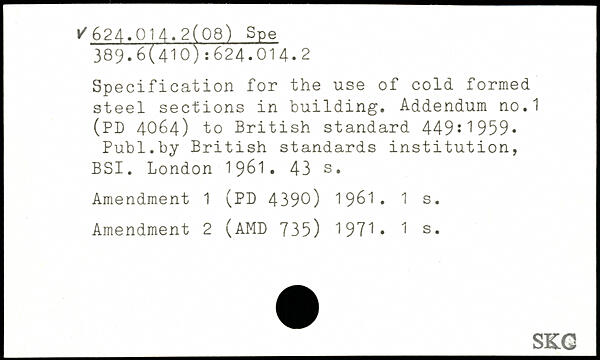 ✓ 624.014.2(08) Spe
389.6(410):624.014.2
Specification for the use of cold formed
steel sections in building. Addendum no.1
(PD 4064) to British standard 449:1959.
Publ.by British standards institution,
BSI. London 1961. 43 s.
Amendment 1 (PD 4390) 1961. 1 s.
Amendment 2 (AMD 735) 1971. 1 s.
SKC